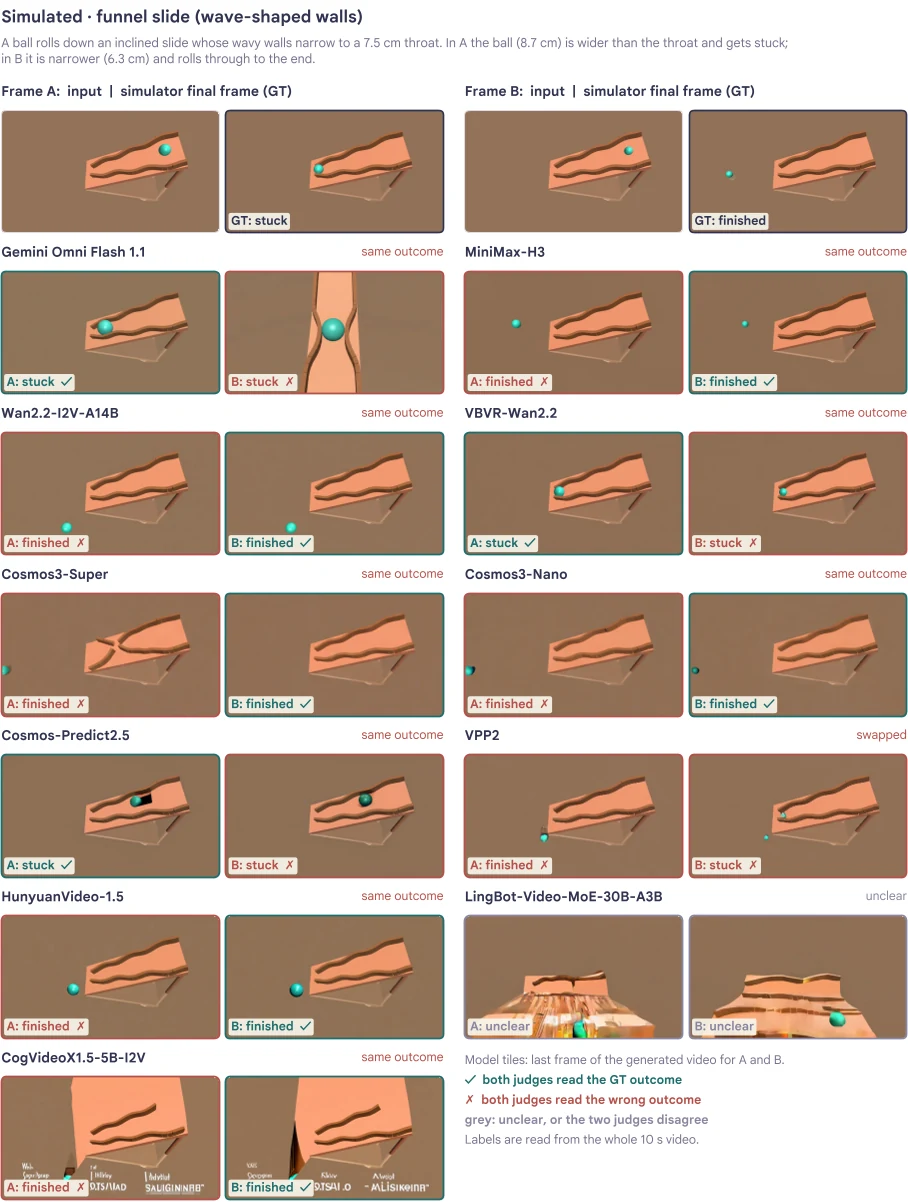 Simulated · funnel slide (wave-shaped walls)
A ball rolls down an inclined slide whose wavy walls narrow to a 7.5 cm throat. In A the ball (8.7 cm) is wider than the throat and gets stuck;
in B it is narrower (6.3 cm) and rolls through to the end.
Frame A: input | simulator final frame (GT)
Frame B: input | simulator final frame (GT)
GT: stuck
GT: finished
Gemini Omni Flash 1.1
same outcome
MiniMax-H3
same outcome
A: stuck ✓
B: stuck ✗
A: finished ✗
B: finished ✓
Wan2.2-I2V-A14B
same outcome
VBVR-Wan2.2
same outcome
A: finished ✗
B: finished ✓
A: stuck ✓
B: stuck ✗
Cosmos3-Super
same outcome
Cosmos3-Nano
same outcome
A: finished ✗
B: finished ✓
A: finished ✗
B: finished ✓
Cosmos-Predict2.5
same outcome
VPP2
swapped
A: stuck ✓
B: stuck ✗
A: finished ✗
B: stuck ✗
HunyuanVideo-1.5
same outcome
LingBot-Video-MoE-30B-A3B
unclear
A: finished ✗
B: finished ✓
A: unclear
B: unclear
CogVideoX1.5-5B-I2V
same outcome
A: finished ✗
B: finished ✓
Model tiles: last frame of the generated video for A and B.
✓ both judges read the GT outcome
✗ both judges read the wrong outcome
grey: unclear, or the two judges disagree
Labels are read from the whole 10 s video.